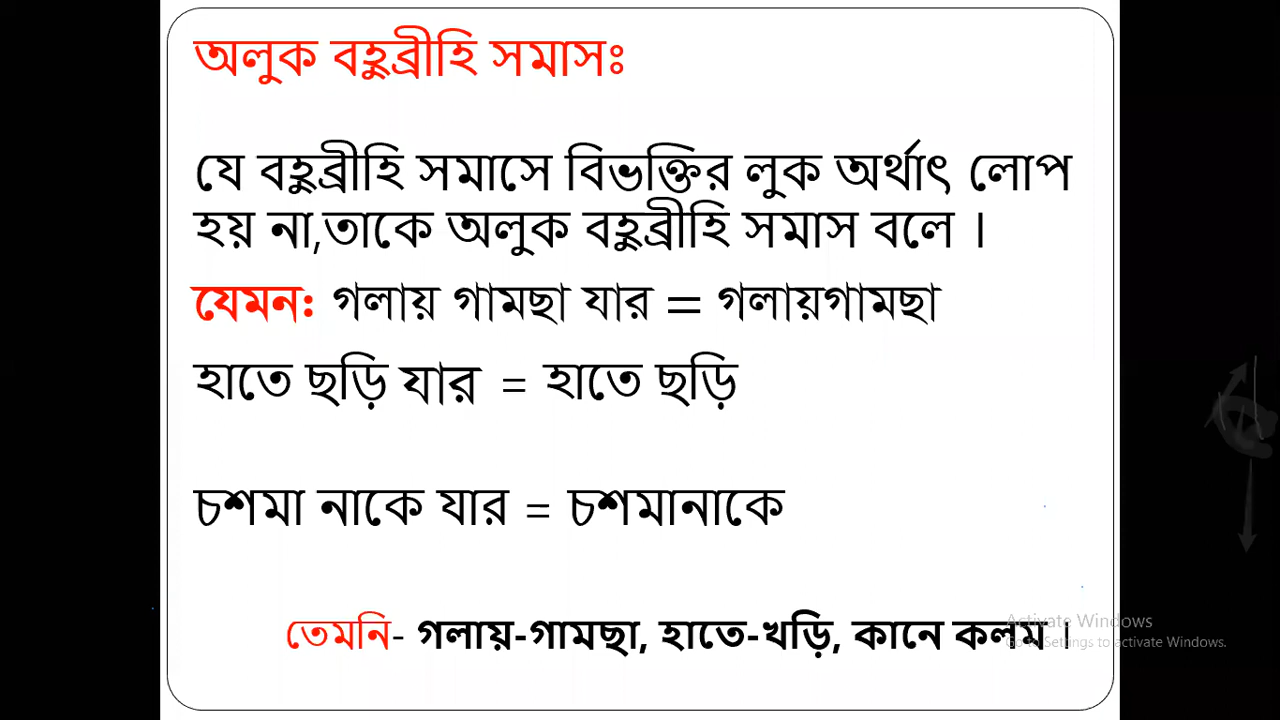 অলুক বহুব্রীহি সমাসঃ
যে বহুব্রীহি সমাসে বিভক্তির লুক অর্থাৎ লোপ
হয় না,তাকে অলুক বহুব্রীহি সমাস বলে ।
যেমনঃ গলায় গামছা যার = গলায়গামছা
হাতে ছড়ি যার = হাতে ছড়ি
চশমা নাকে যার = চশমানাকে
তেমনি- গলায়-গামছা, হাতে-খড়ি, কানে কলম ।
Activate Windows
Go to Settings to activate Windows.